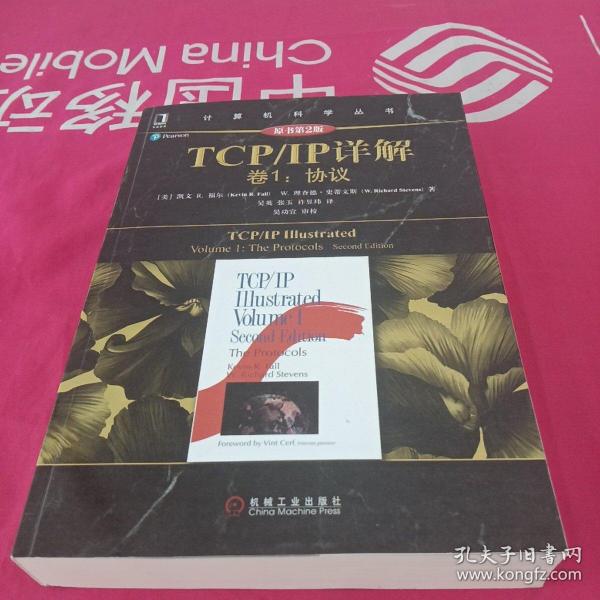 中国移动
China Mobile
计算机科学丛书
Pearson
原书第2版
TCP/IP详解
卷1：协议
[美] 凯文 R. 福尔 (Kevin R. Fall) W. 理查德·史蒂文斯 (W. Richard Stevens) 著
吴英 张玉 许昱玮 译
吴功宜 审校
TCP/IP Illustrated
Volume 1: The Protocols Second Edition
TCP/IP
Illustrated
Volume 1
Second Edition
The Protocols
Kevin R. Fall
W. Richard Stevens
Foreword by Vint Cerf, Internet pioneer
机械工业出版社
China Machine Press
孔夫子旧书网
www.kongfz.com